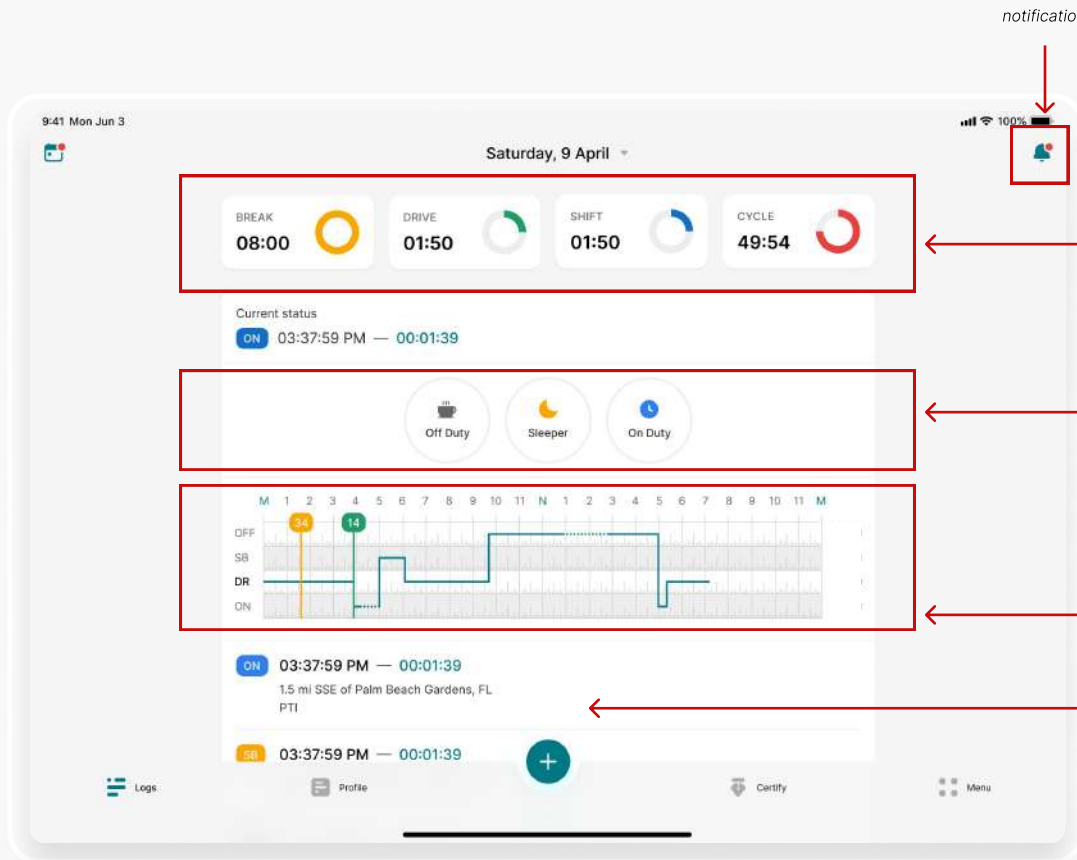 notificatio
9:41 Mon Jun 3
100%
Saturday, 9 April
BREAK
08:00
DRIVE
01:50
SHIFT
01:50
CYCLE
49:54
Current status
ON 03:37:59 PM — 00:01:39
Off Duty
Sleeper
On Duty
M 1 2 3 4 5 6 7 8 9 10 11 N 1 2 3 4 5 6 7 8 9 10 11 M
34 14
OFF
SB
DR
ON
ON 03:37:59 PM — 00:01:39
1.5 mi SSE of Palm Beach Gardens, FL
PTI
SB 03:37:59 PM — 00:01:39
+
Logs
Profile
Certify
Menu